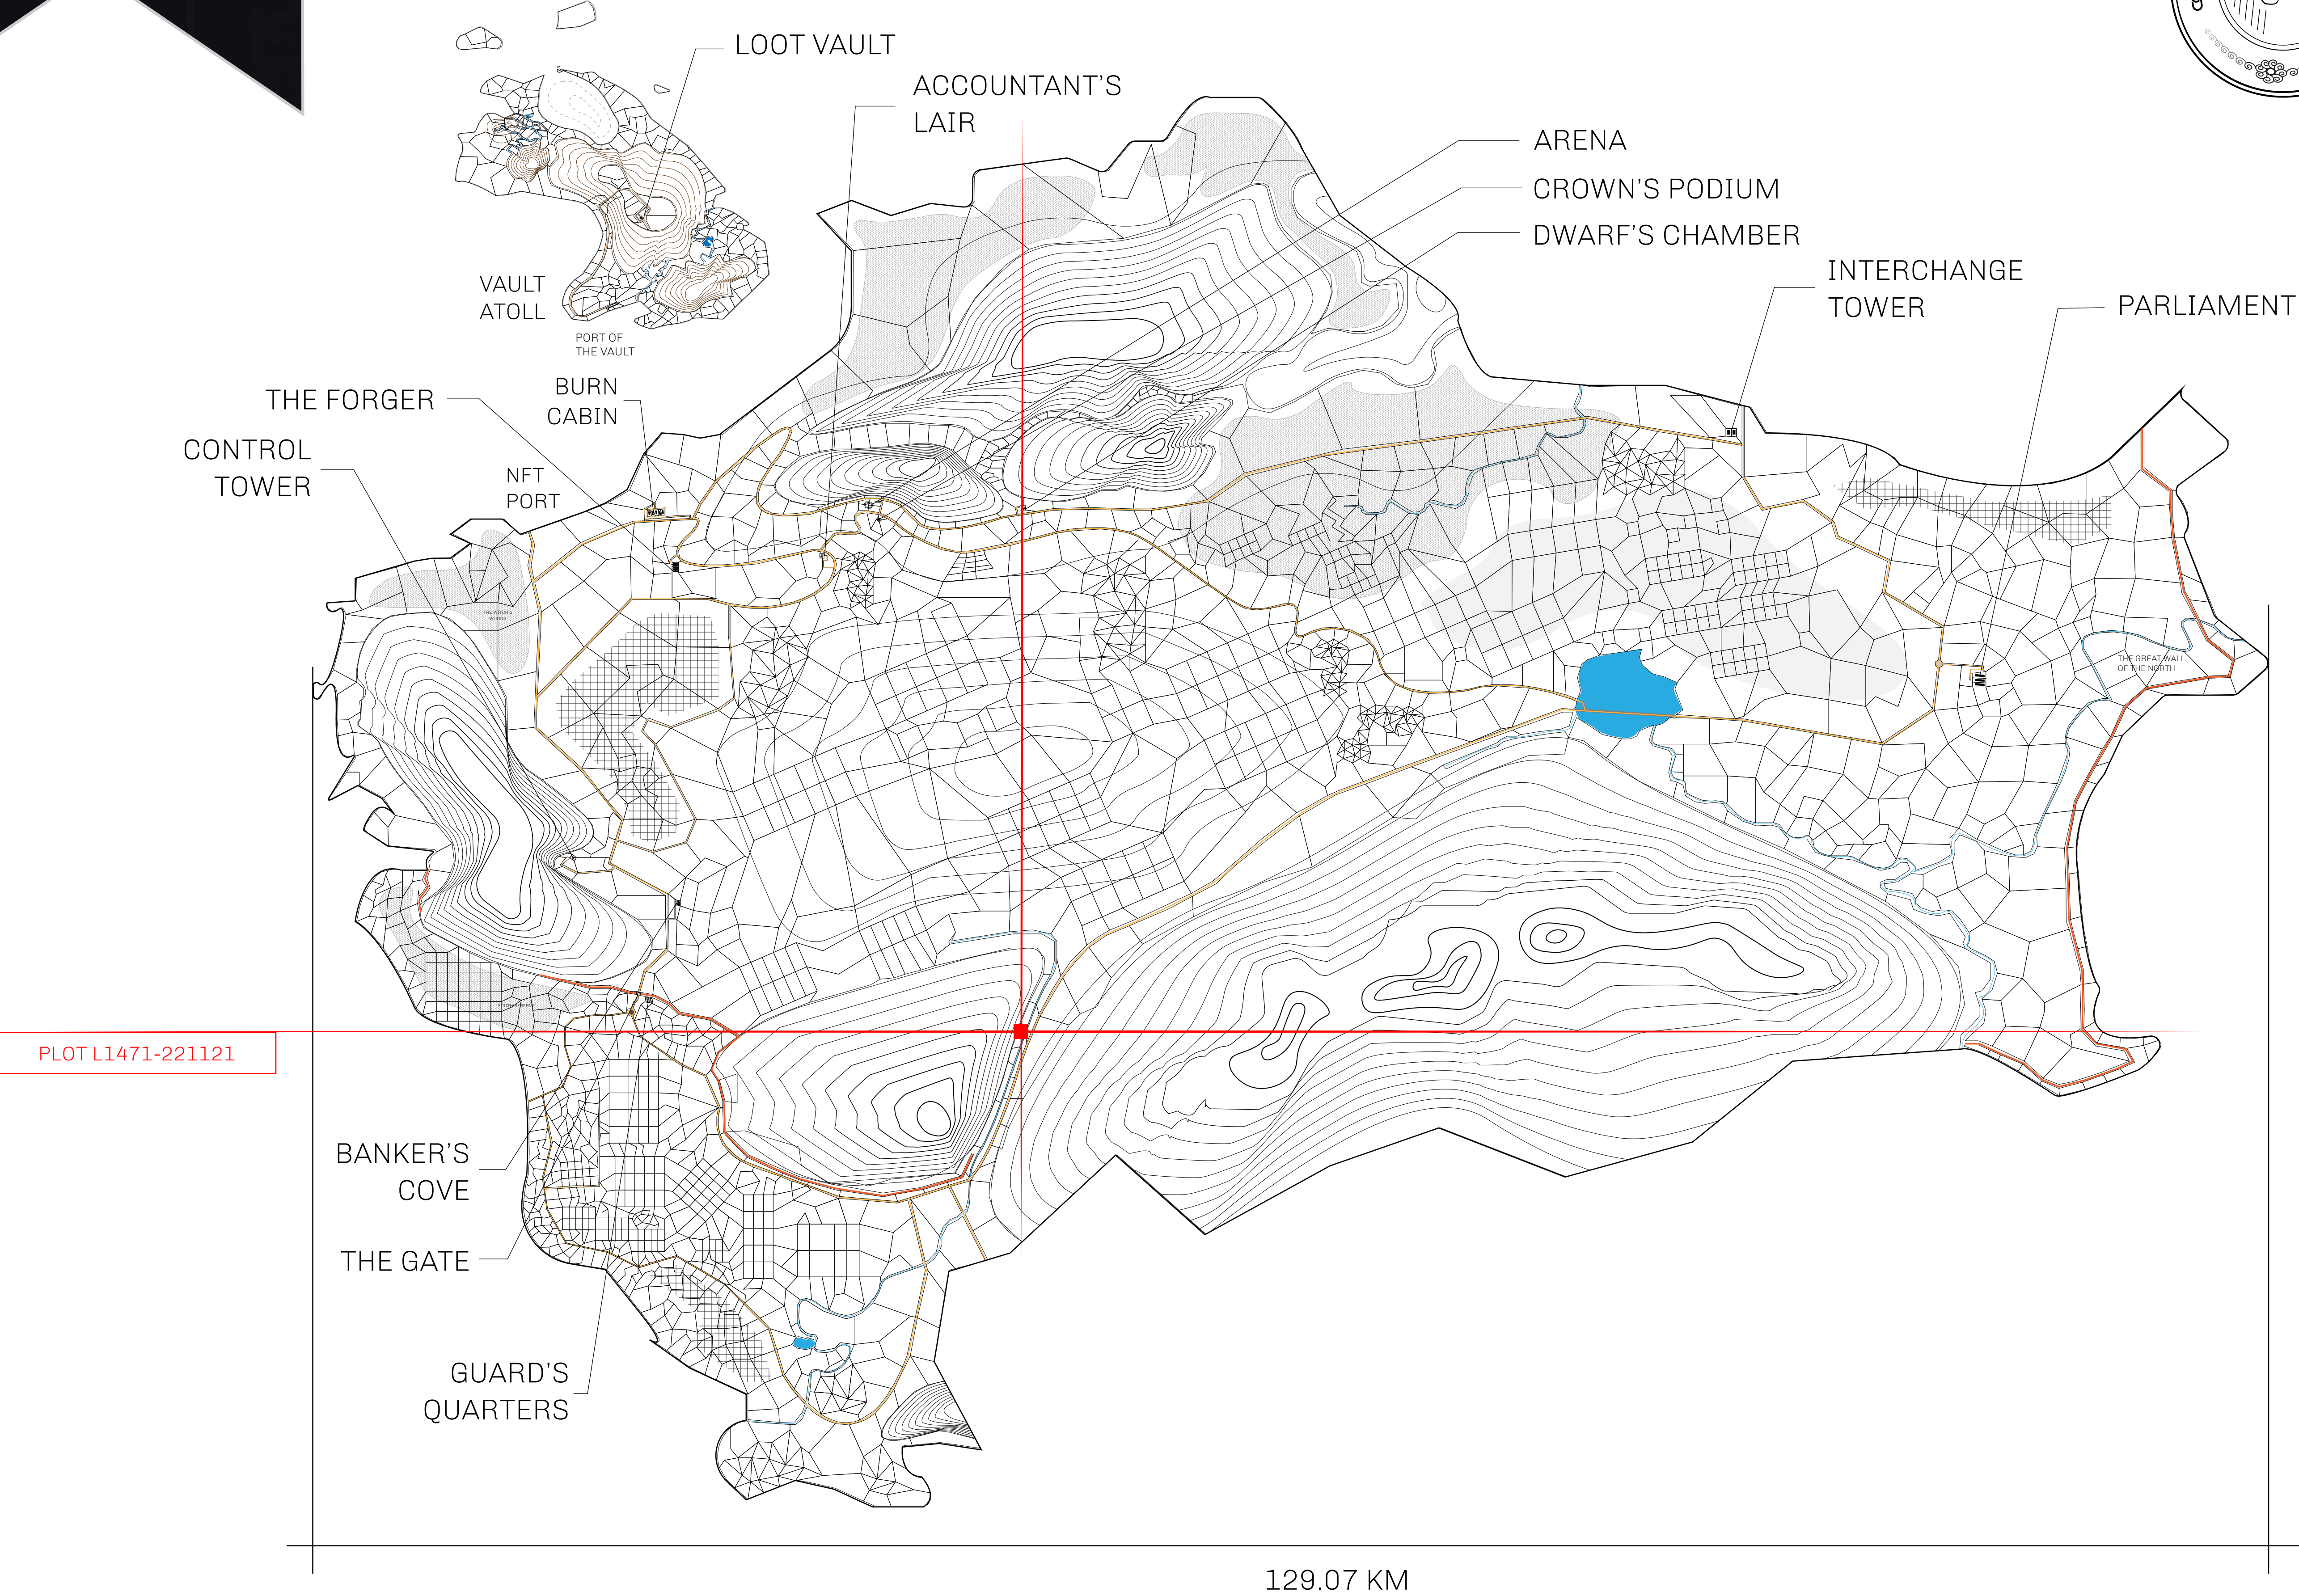 LOOT VAULT
ACCOUNTANT'S
LAIR
ARENA
CROWN'S PODIUM
DWARF'S CHAMBER
INTERCHANGE
TOWER
PARLIAMENT
VAULT
ATOLL
PORT OF
THE VAULT
BURN
CABIN
THE FORGER
CONTROL
TOWER
NFT
PORT
THE WITCH'S
WOODS
THE GREAT WALL
OF THE NORTH
SOUTH RESERVE
PLOT L1471-221121
BANKER'S
COVE
THE GATE
GUARD'S
QUARTERS
129.07 KM